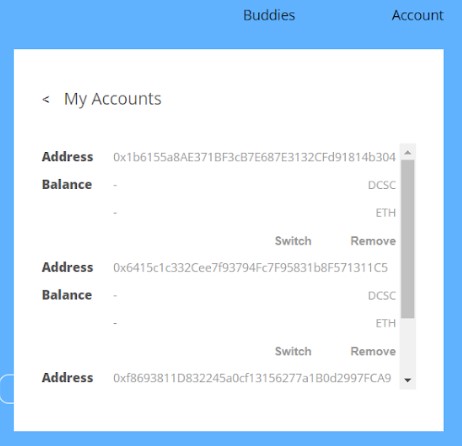 Buddies Account
< My Accounts
Address 0x1b6155a8AE371BF3cB7E687E3132CFd91814b304
Balance - DCSC
- ETH
Switch Remove
Address 0x6415c1c332Cee7f93794Fc7F95831b8F571311C5
Balance - DCSC
- ETH
Switch Remove
Address 0xf8693811D832245a0cf13156277a1B0d2997FCA9